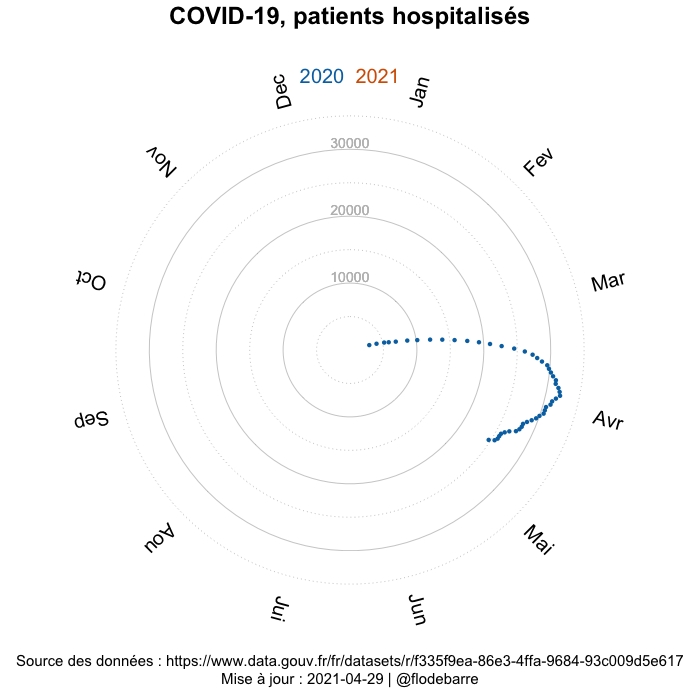 COVID-19, patients hospitalisés
2020 2021
Jan
Fev
Mar
Avr
Mai
Jun
Jui
Aou
Sep
Oct
Nov
Dec
30000
20000
10000
Source des données : https://www.data.gouv.fr/fr/datasets/r/f335f9ea-86e3-4ffa-9684-93c009d5e617
Mise à jour : 2021-04-29 | @flodebarre